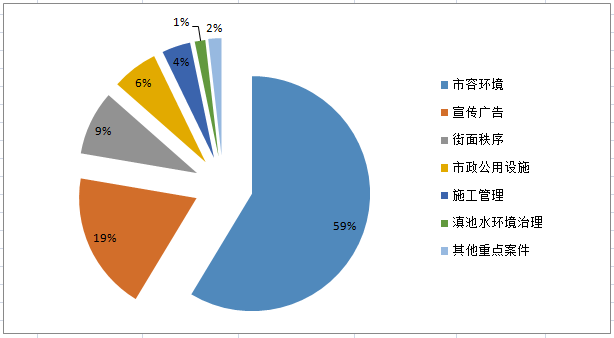 1%
2%
4%
6%
9%
19%
59%
市容环境
宣传广告
街面秩序
市政公用设施
施工管理
滇池水环境治理
其他重点案件